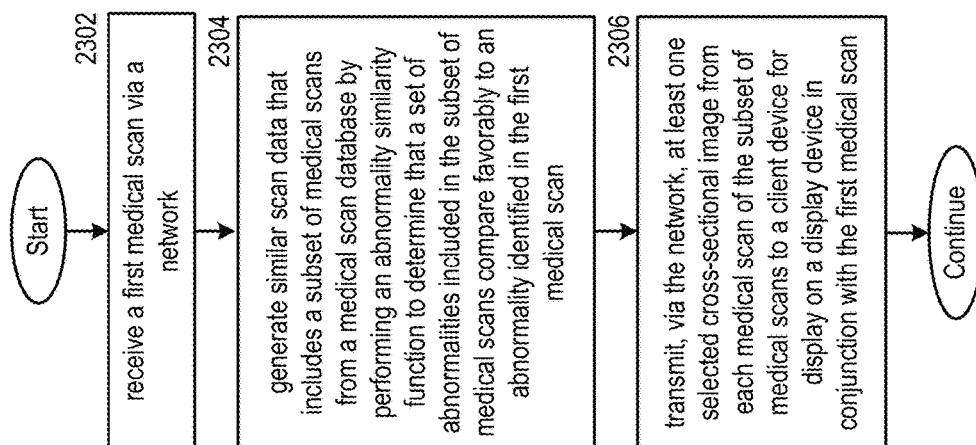 Start
2302
receive a first medical scan via a
network
2304
generate similar scan data that
includes a subset of medical scans
from a medical scan database by
performing an abnormality similarity
function to determine that a set of
abnormalities included in the subset of
medical scans compare favorably to an
abnormality identified in the first
medical scan
2306
transmit, via the network, at least one
selected cross-sectional image from
each medical scan of the subset of
medical scans to a client device for
display on a display device in
conjunction with the first medical scan
Continue